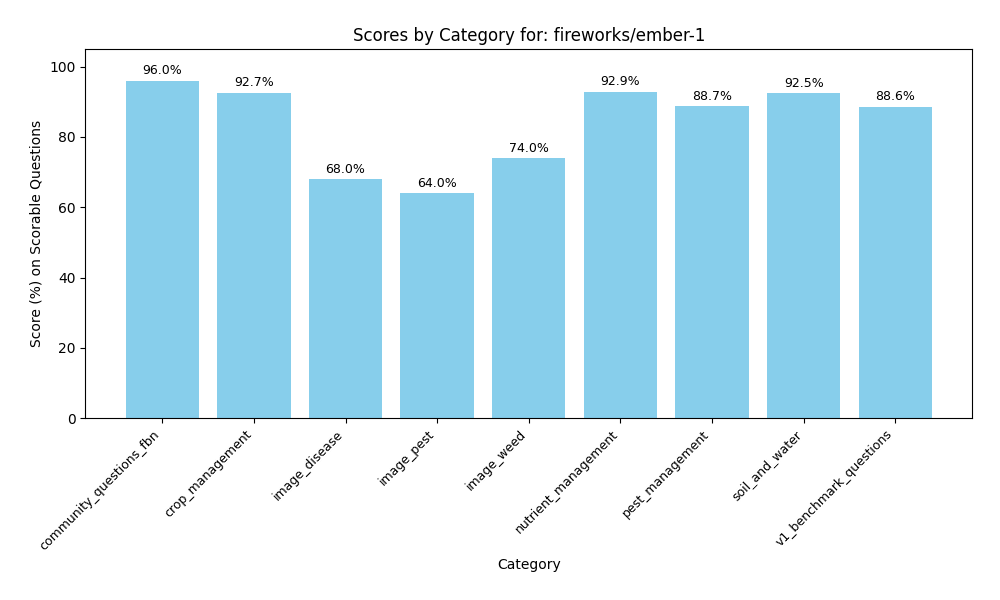 Scores by Category for: fireworks/ember-1
Score (%) on Scorable Questions
100
80
60
40
20
0
96.0%
92.7%
68.0%
64.0%
74.0%
92.9%
88.7%
92.5%
88.6%
community_questions_fbn
crop_management
image_disease
image_pest
image_weed
nutrient_management
pest_management
soil_and_water
v1_benchmark_questions
Category